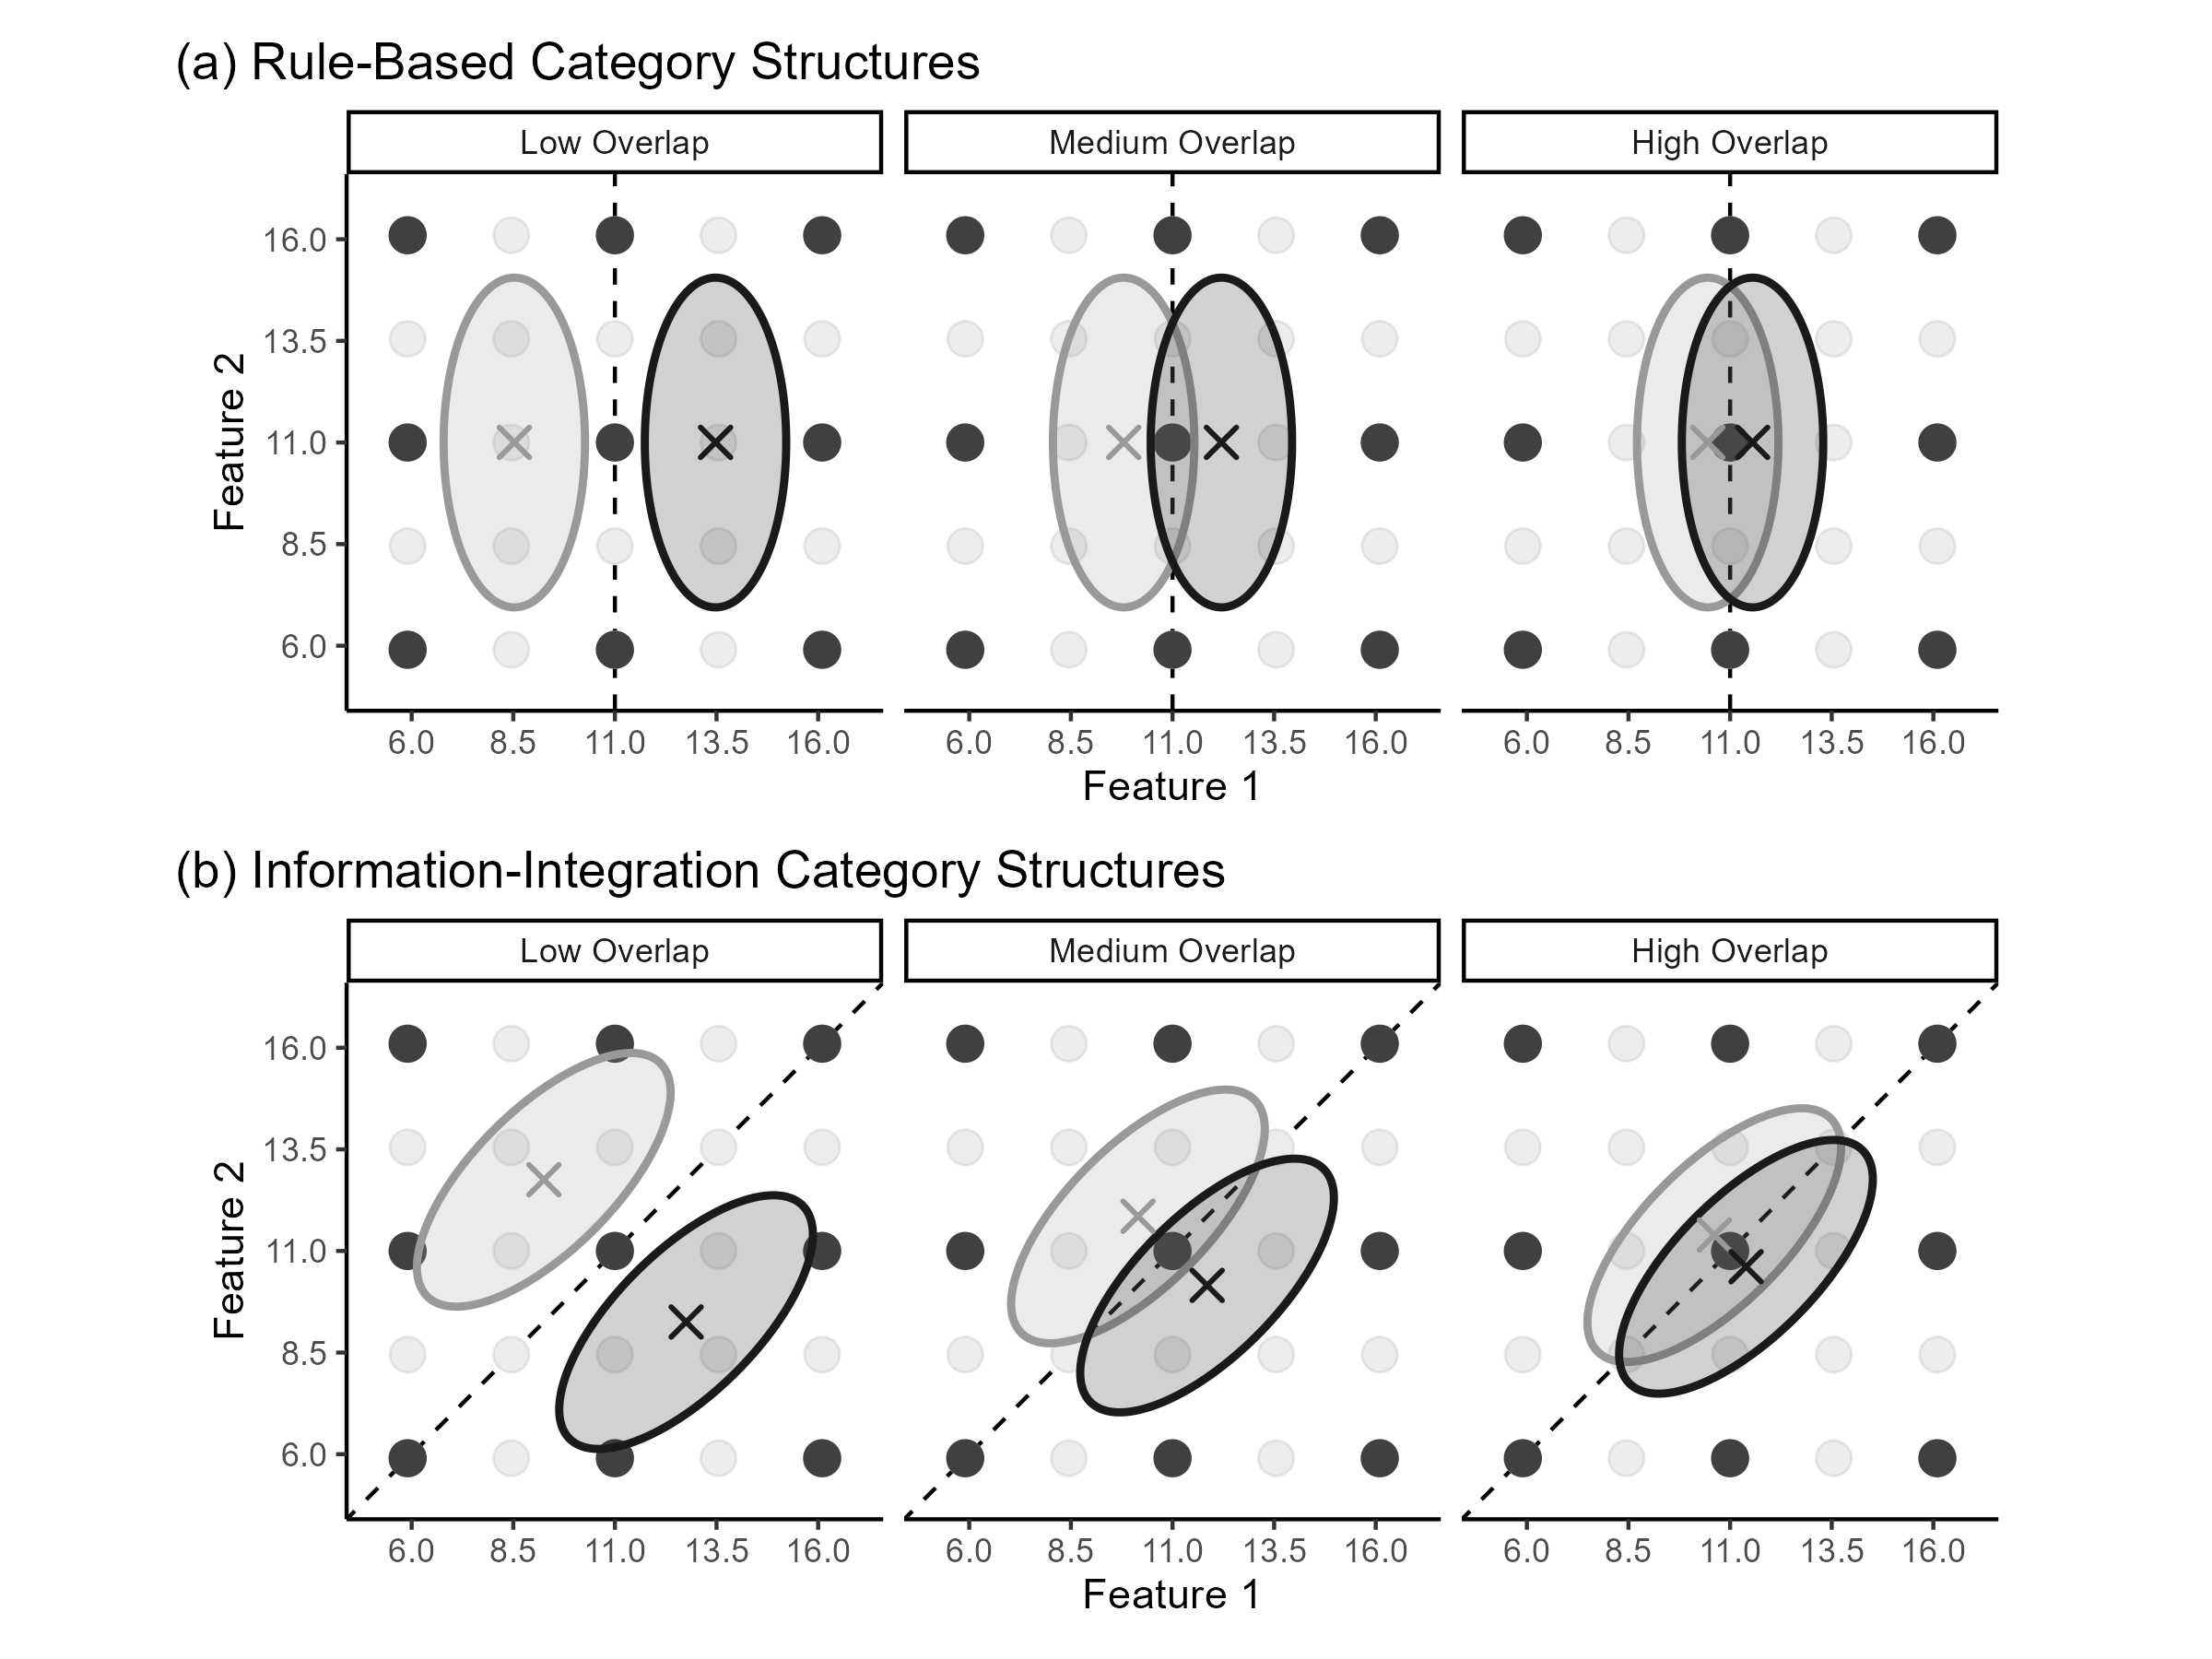 (a) Rule-Based Category Structures
Low Overlap Medium Overlap High Overlap
16.0
13.5
11.0
8.5
6.0
Feature 2
6.0 8.5 11.0 13.5 16.0 6.0 8.5 11.0 13.5 16.0 6.0 8.5 11.0 13.5 16.0
Feature 1
(b) Information-Integration Category Structures
Low Overlap Medium Overlap High Overlap
16.0
13.5
11.0
8.5
6.0
Feature 2
6.0 8.5 11.0 13.5 16.0 6.0 8.5 11.0 13.5 16.0 6.0 8.5 11.0 13.5 16.0
Feature 1